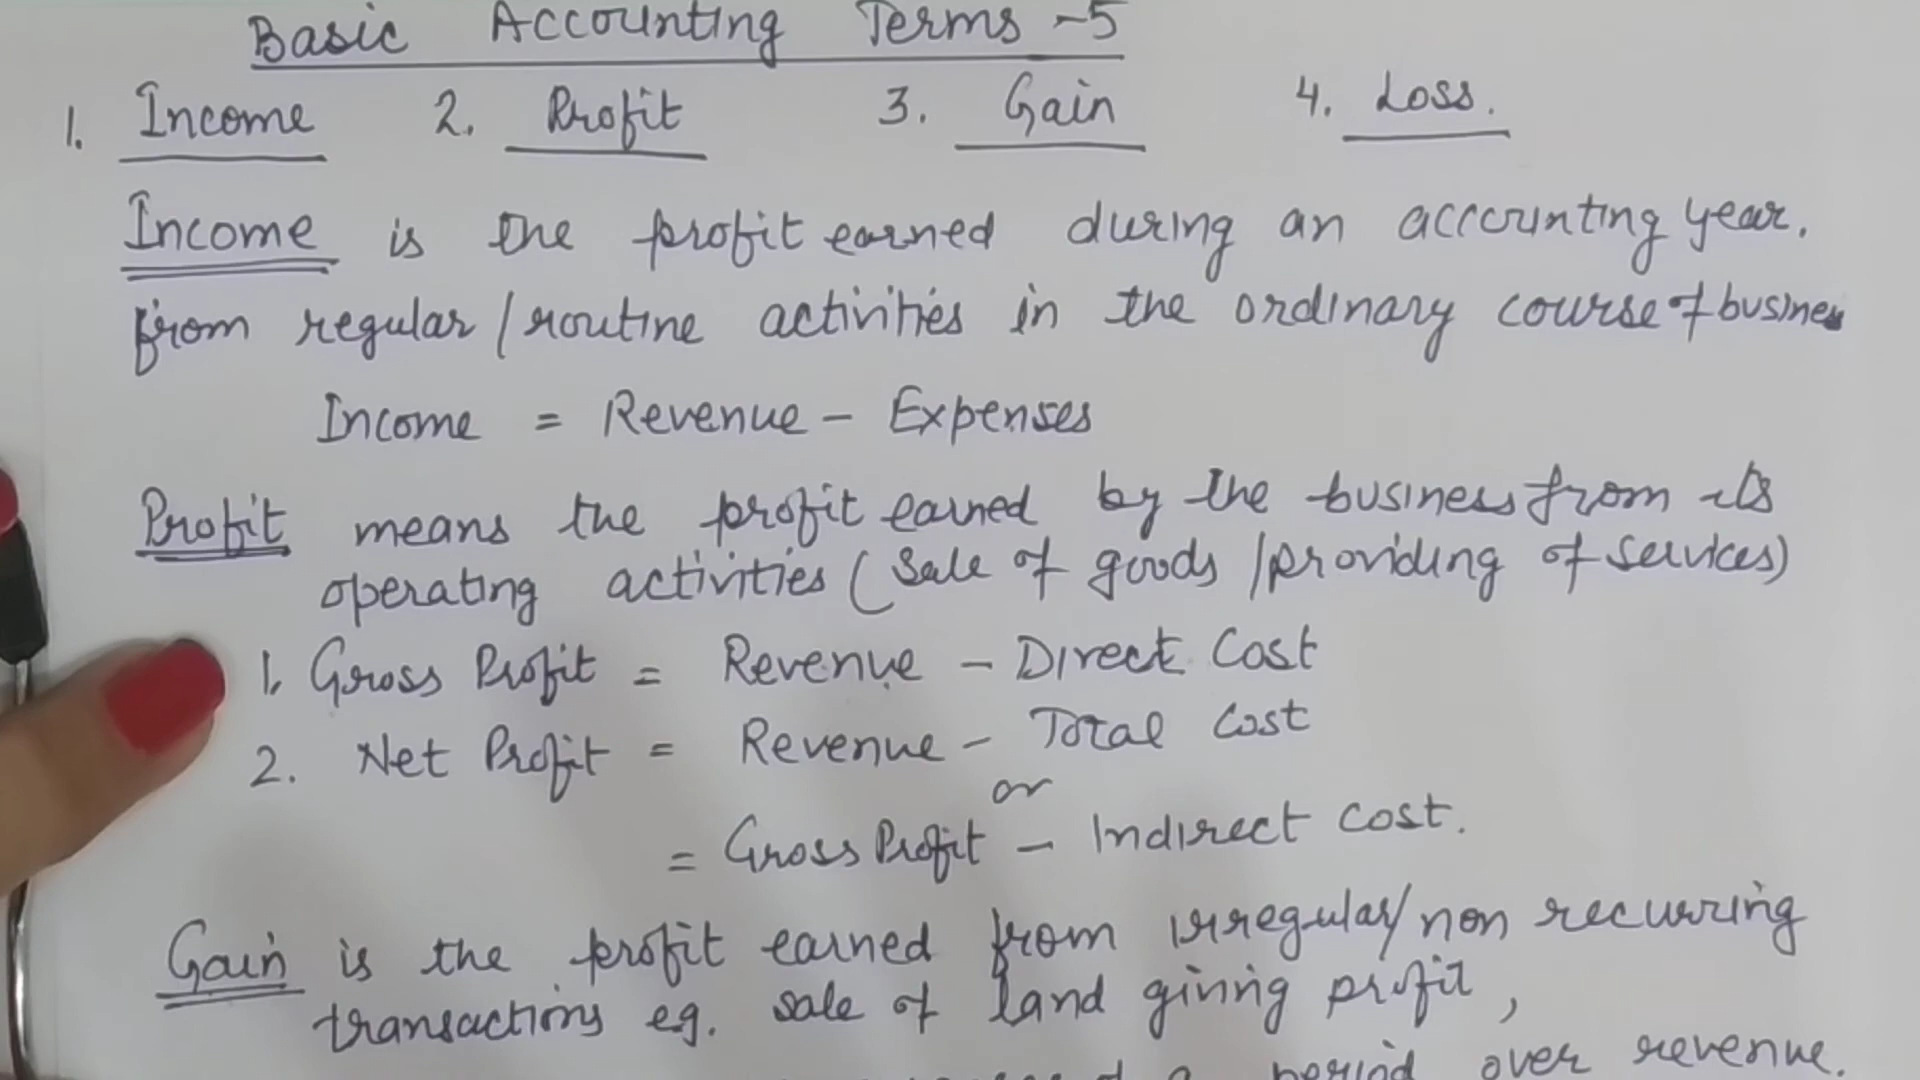 Basic Accounting Terms -5
1. Income 2. Profit 3. Gain 4. Loss.
Income is the profit earned during an accounting year.
from regular/routine activities in the ordinary course of business
Income = Revenue - Expenses
Profit means the profit earned by the business from its
operating activities (Sale of goods /providing of services)
1. Gross Profit = Revenue - Direct Cost
2. Net Profit = Revenue - Total Cost
or
= Gross Profit - Indirect cost.
Gain is the profit earned from irregular/non recurring
transactions eg. sale of land giving profit,
of a period over revenue.